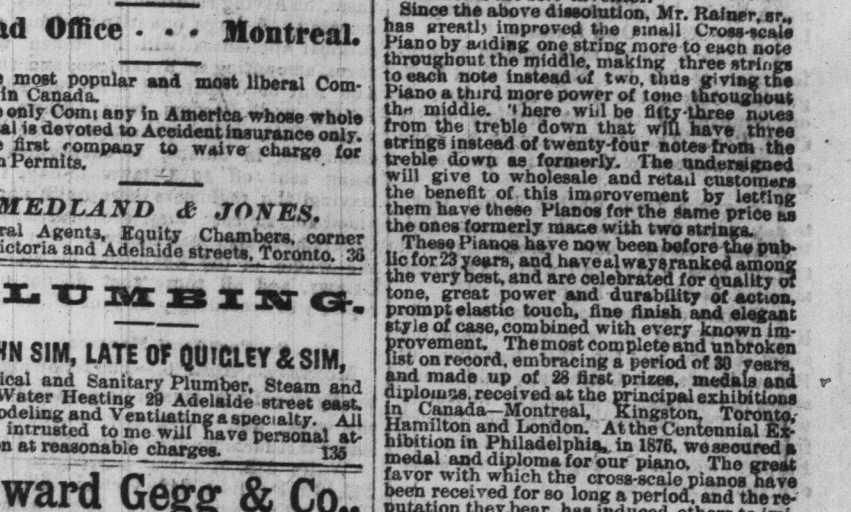 ad Office - - - Montreal.
most popular and most liberal Com-
in Canada.
only Company in America whose whole
al is devoted to Accident insurance only.
first company to waive charge for
Permits.
MEDLAND & JONES.
ral Agents, Equity Chambers, corner
ictoria and Adelaide streets, Toronto. 36
LUMBING.
HN SIM, LATE OF QUIGLEY & SIM,
ical and Sanitary Plumber, Steam and
Water Heating 29 Adelaide street east.
odeling and Ventilating a specialty. All
intrusted to me will have personal at-
n at reasonable charges. 135
ward Gegg & Co.,
Since the above dissolution, Mr. Rainer, sr.,
has greatly improved the small Cross-scale
Piano by adding one string more to each note
throughout the middle, making three strings
to each note instead of two, thus giving the
Piano a third more power of tone throughout
the middle. There will be fifty-three notes
from the treble down that will have three
strings instead of twenty-four notes from the
treble down as formerly. The undersigned
will give to wholesale and retail customers
the benefit of this improvement by letting
them have these Pianos for the same price as
the ones formerly made with two strings.
These Pianos have now been before the pub-
lic for 23 years, and have always ranked among
the very best, and are celebrated for quality of
tone, great power and durability of action,
prompt elastic touch, fine finish and elegant
style of case, combined with every known im-
provement. The most complete and unbroken
list on record, embracing a period of 30 years,
and made up of 28 first prizes, medals and
diplomas, received at the principal exhibitions
in Canada—Montreal, Kingston, Toronto,
Hamilton and London. At the Centennial Ex-
hibition in Philadelphia, in 1876, we secured a
medal and diploma for our piano. The great
favor with which the cross-scale pianos have
been received for so long a period, and the re-
putation they bear, has induced others to